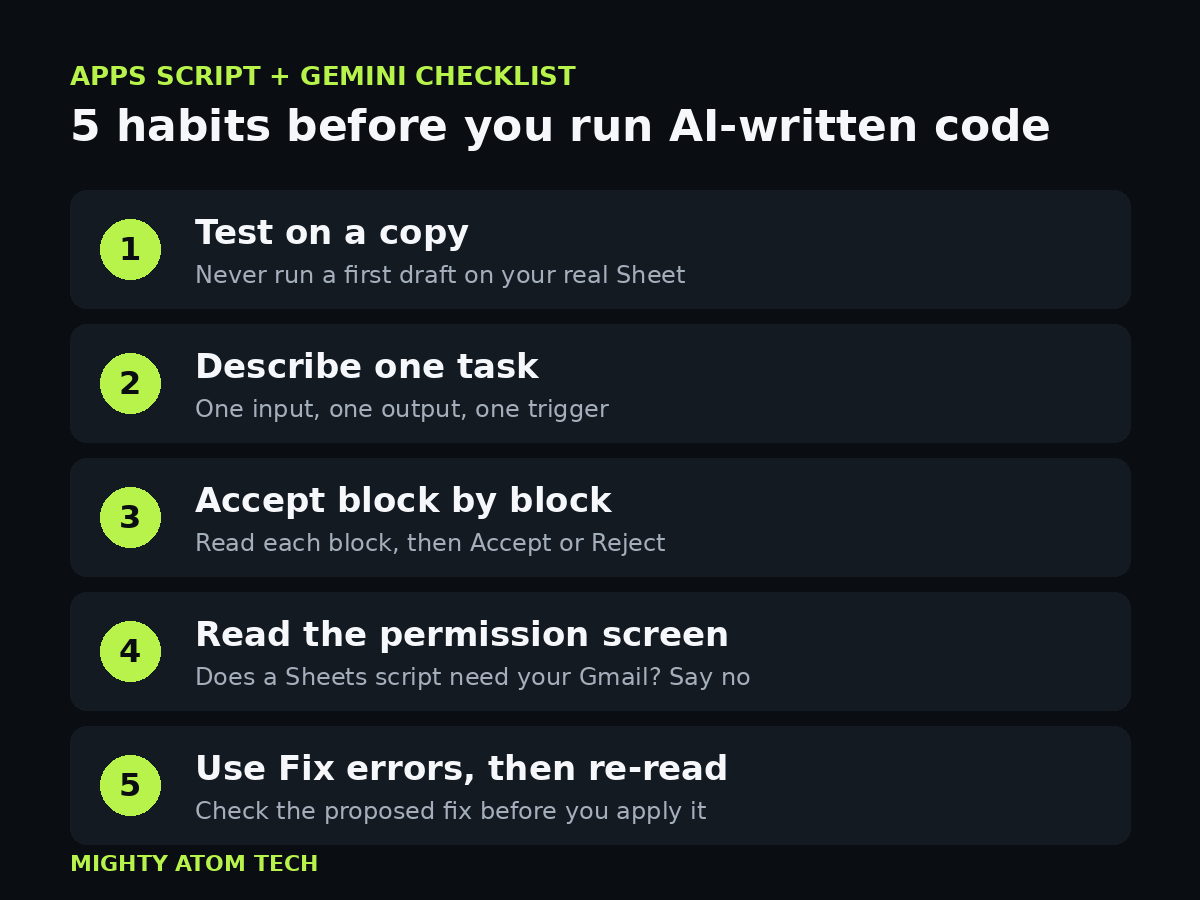 APPS SCRIPT + GEMINI CHECKLIST
5 habits before you run AI-written code
1
Test on a copy
Never run a first draft on your real Sheet
2
Describe one task
One input, one output, one trigger
3
Accept block by block
Read each block, then Accept or Reject
4
Read the permission screen
Does a Sheets script need your Gmail? Say no
5
Use Fix errors, then re-read
Check the proposed fix before you apply it
MIGHTY ATOM TECH